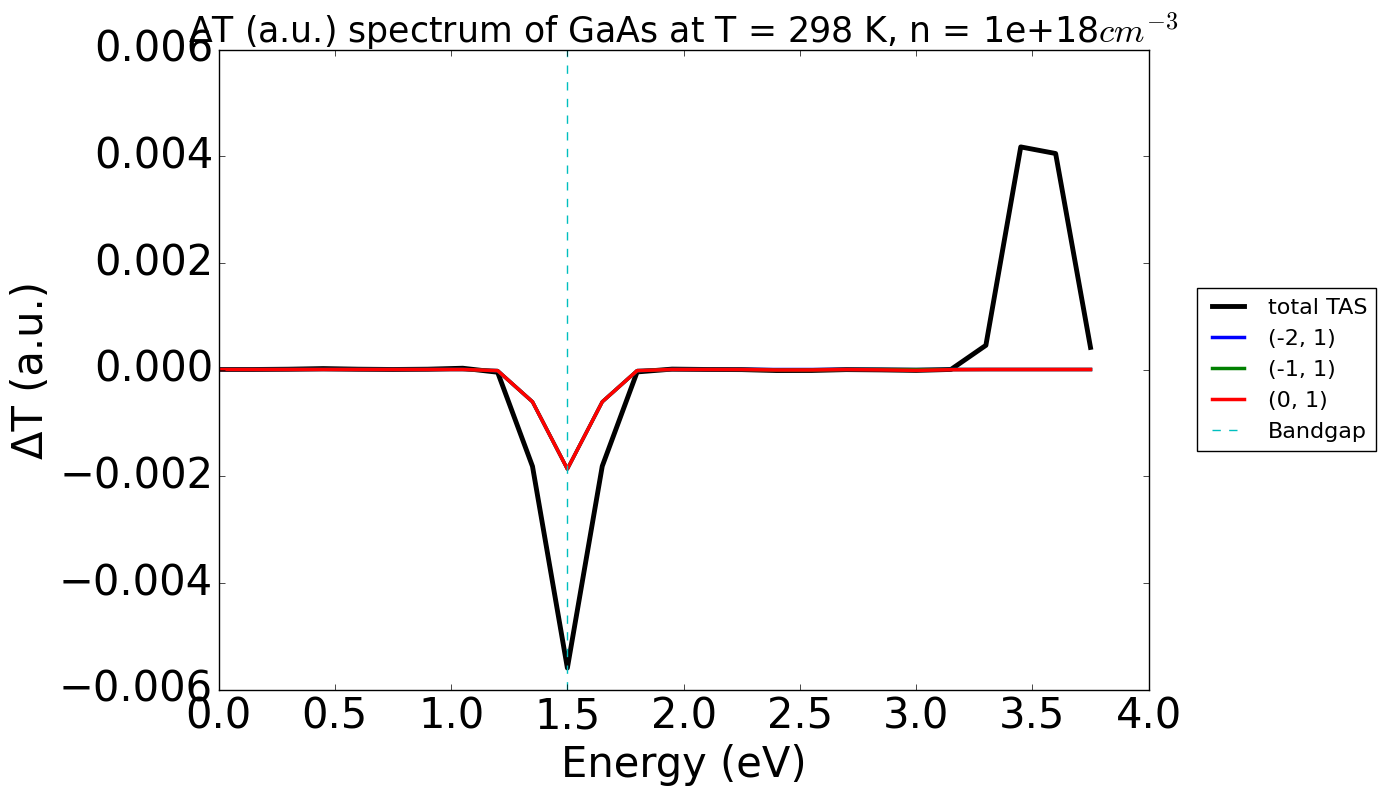 ΔT (a.u.) spectrum of GaAs at T = 298 K, n = 1e+18cm⁻³
0.006
0.004
0.002
0.000
−0.002
−0.004
−0.006
ΔT (a.u.)
0.0 0.5 1.0 1.5 2.0 2.5 3.0 3.5 4.0
Energy (eV)
total TAS
(-2, 1)
(-1, 1)
(0, 1)
Bandgap